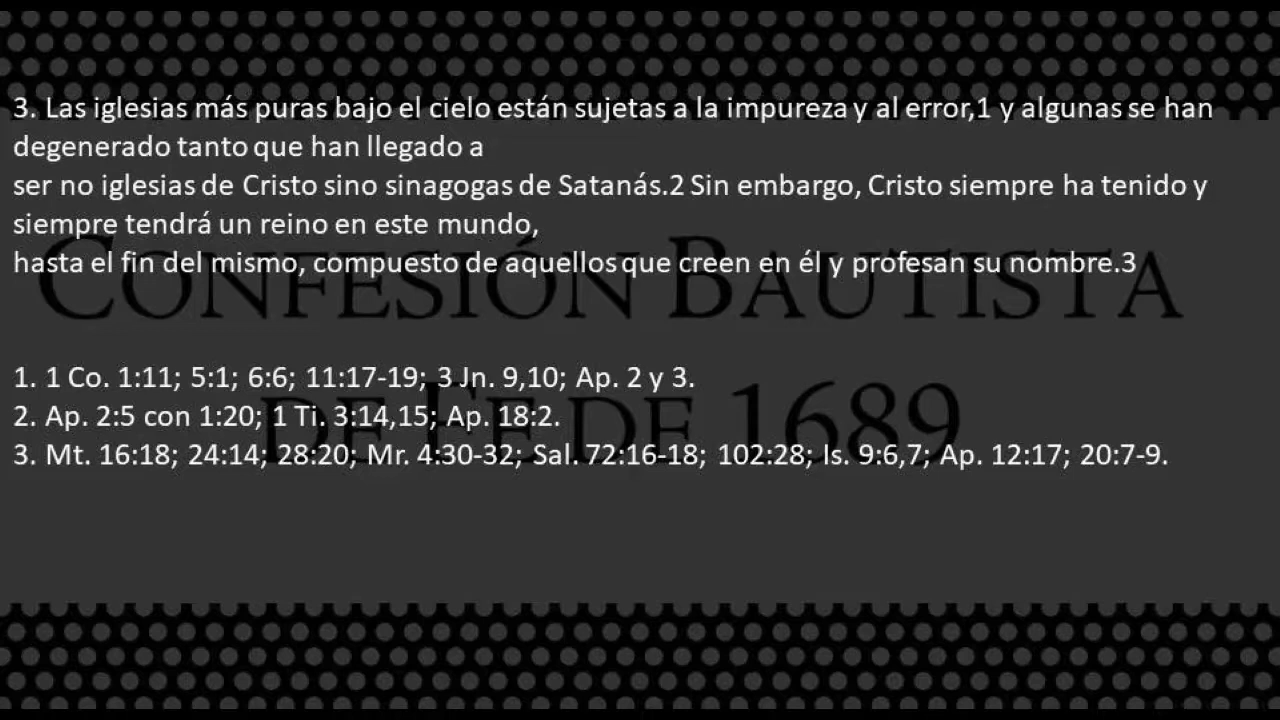 3. Las iglesias más puras bajo el cielo están sujetas a la impureza y al error,1 y algunas se han
degenerado tanto que han llegado a
ser no iglesias de Cristo sino sinagogas de Satanás.2 Sin embargo, Cristo siempre ha tenido y
siempre tendrá un reino en este mundo,
hasta el fin del mismo, compuesto de aquellos que creen en él y profesan su nombre.3
CONFESIÓN BAUTISTA
1. 1 Co. 1:11; 5:1; 6:6; 11:17-19; 3 Jn. 9,10; Ap. 2 y 3.
2. Ap. 2:5 con 1:20; 1 Ti. 3:14,15; Ap. 18:2.
DE FE DE 1689
3. Mt. 16:18; 24:14; 28:20; Mr. 4:30-32; Sal. 72:16-18; 102:28; Is. 9:6,7; Ap. 12:17; 20:7-9.